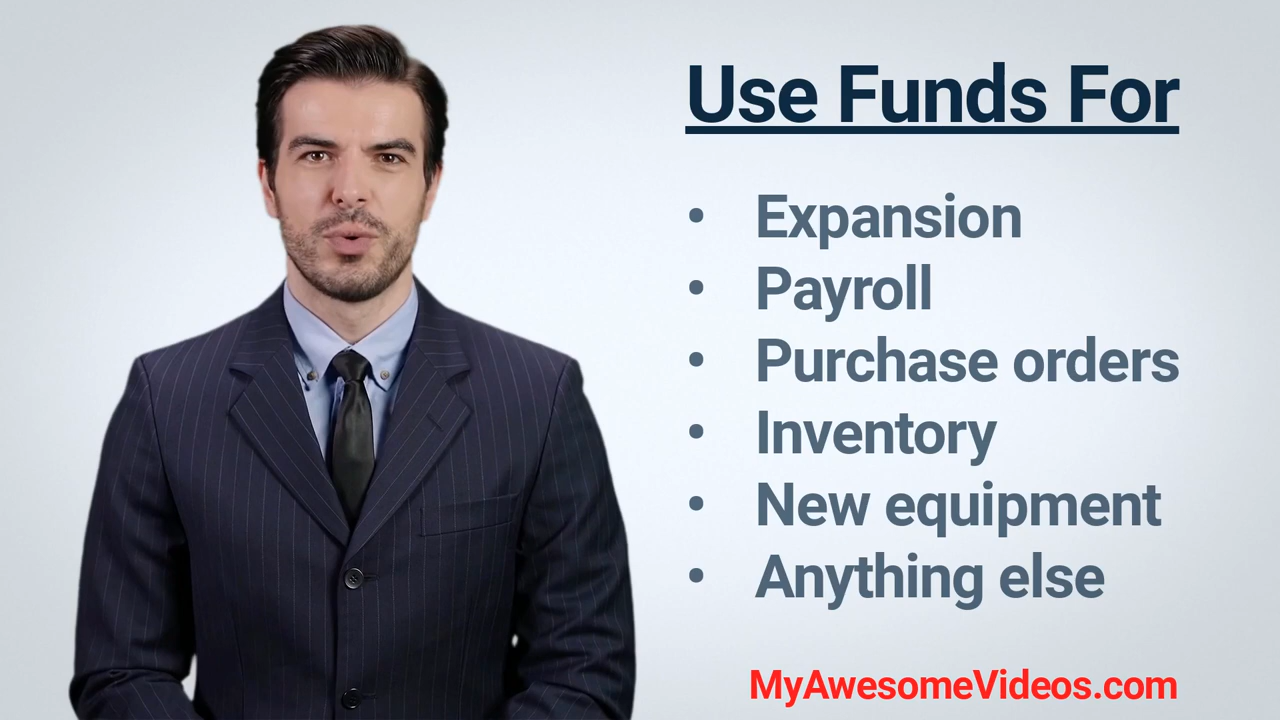 Use Funds For
• Expansion
• Payroll
• Purchase orders
• Inventory
• New equipment
• Anything else
MyAwesomeVideos.com